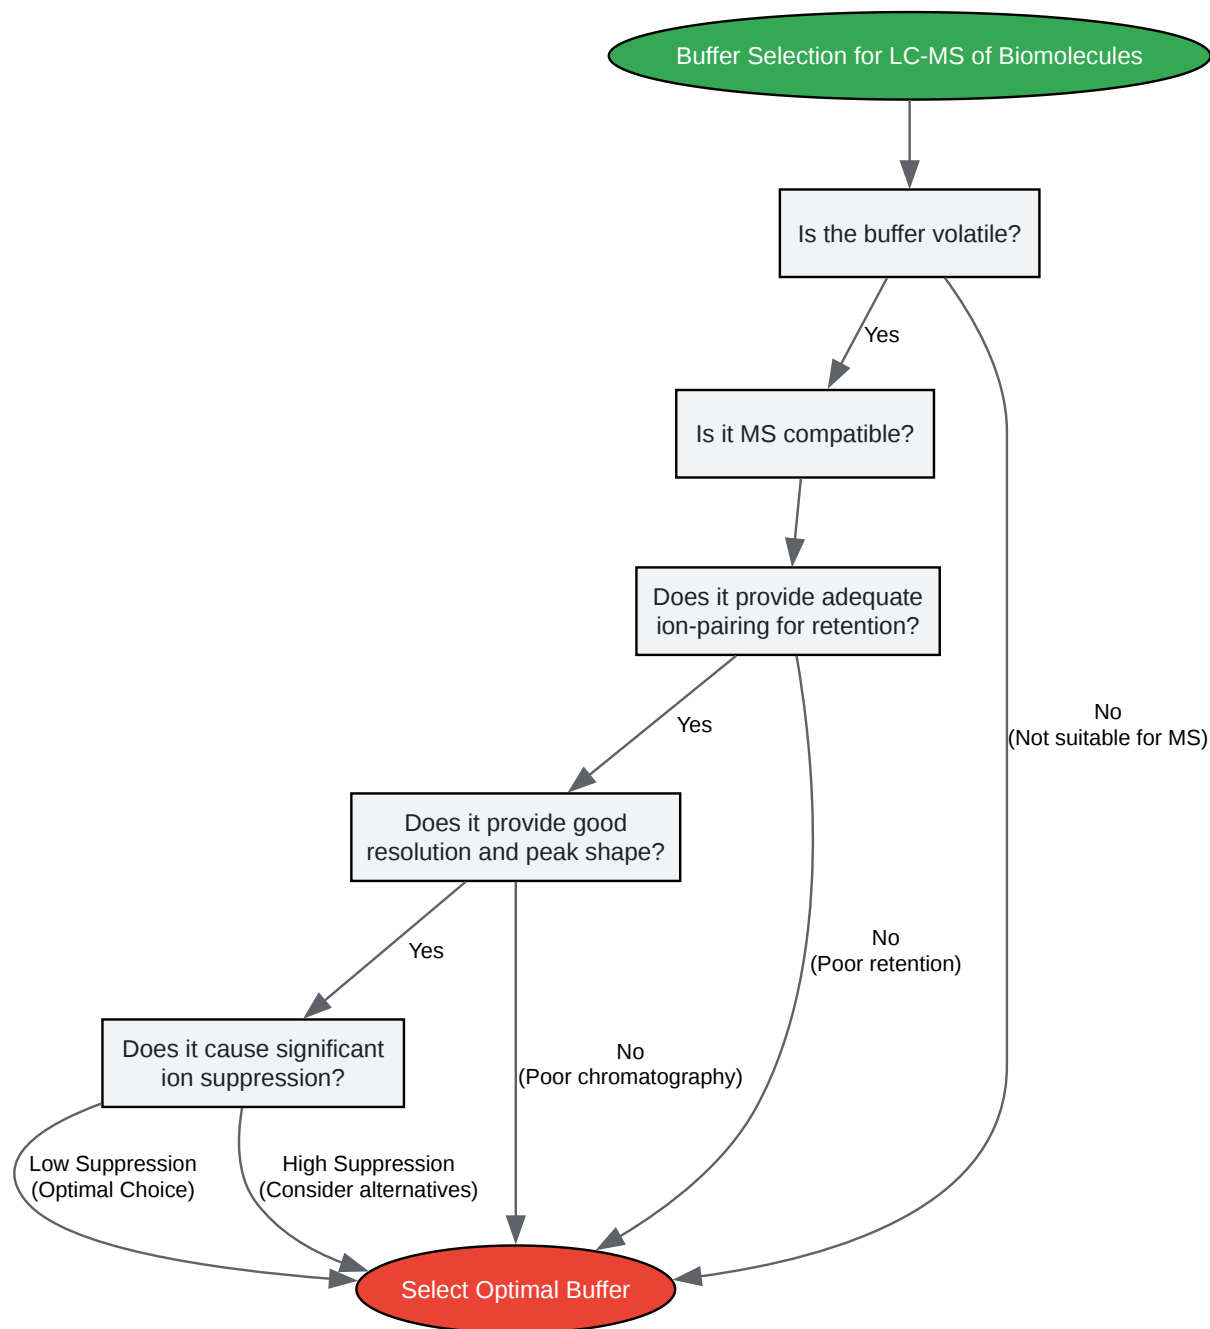 Buffer Selection for LC-MS of Biomolecules
Is the buffer volatile?
Yes
Is it MS compatible?
Does it provide adequate
ion-pairing for retention?
Yes
No
(Not suitable for MS)
Does it provide good
resolution and peak shape?
Yes
No
(Poor retention)
Does it cause significant
ion suppression?
No
(Poor chromatography)
Low Suppression
(Optimal Choice)
High Suppression
(Consider alternatives)
Select Optimal Buffer